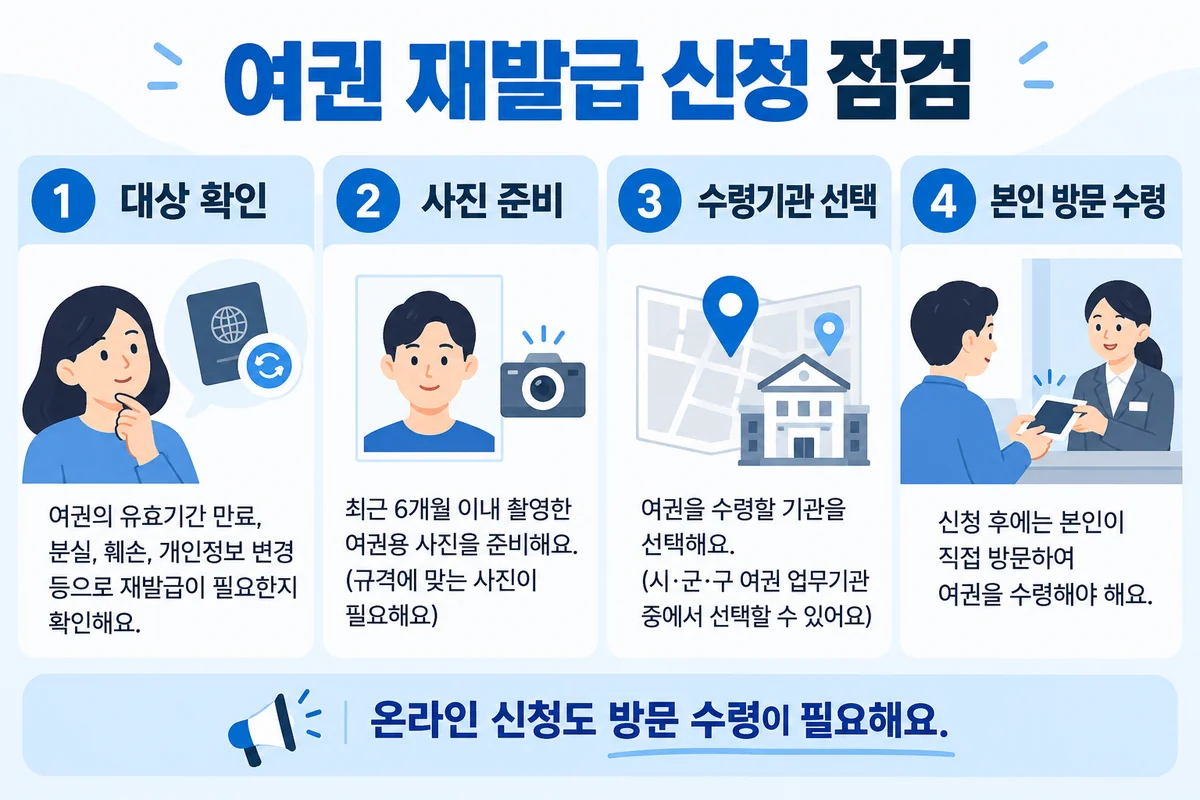 여권 재발급 신청 점검
1 대상 확인
여권의 유효기간 만료,
분실, 훼손, 개인정보 변경
등으로 재발급이 필요한지
확인해요.
2 사진 준비
최근 6개월 이내 촬영한
여권용 사진을 준비해요.
(규격에 맞는 사진이
필요해요)
3 수령기관 선택
여권을 수령할 기관을
선택해요.
(시·군·구 여권 업무기관
중에서 선택할 수 있어요)
4 본인 방문 수령
신청 후에는 본인이
직접 방문하여
여권을 수령해야 해요.
온라인 신청도 방문 수령이 필요해요.